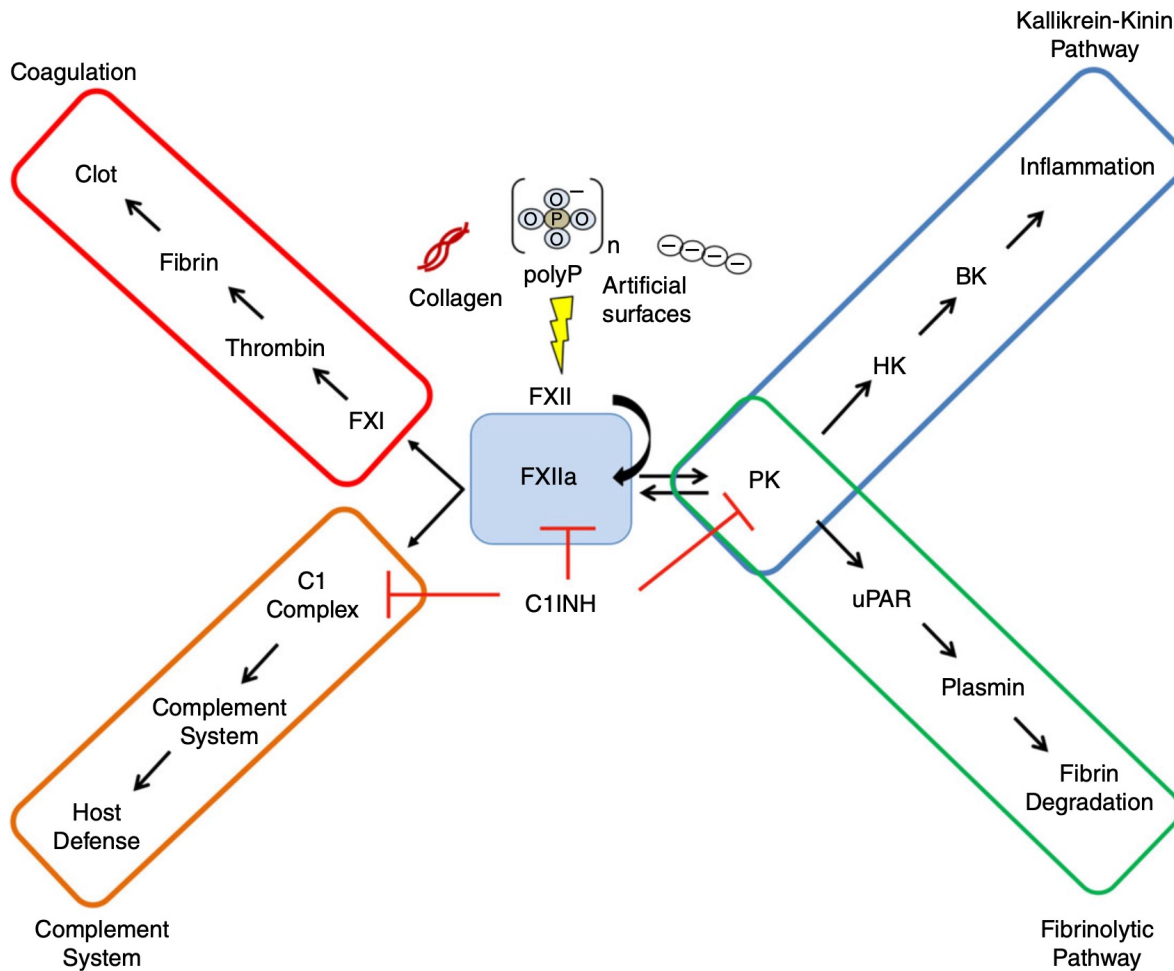 Kallikrein-Kinin
Pathway
Coagulation
Clot
Fibrin
Thrombin
FXI
Collagen
O
–
O
P
O
O
n
polyP
– – – –
Artificial
surfaces
FXII
FXIIa
Inflammation
BK
HK
PK
C1INH
C1
Complex
Complement
System
Host
Defense
Complement
System
uPAR
Plasmin
Fibrin
Degradation
Fibrinolytic
Pathway